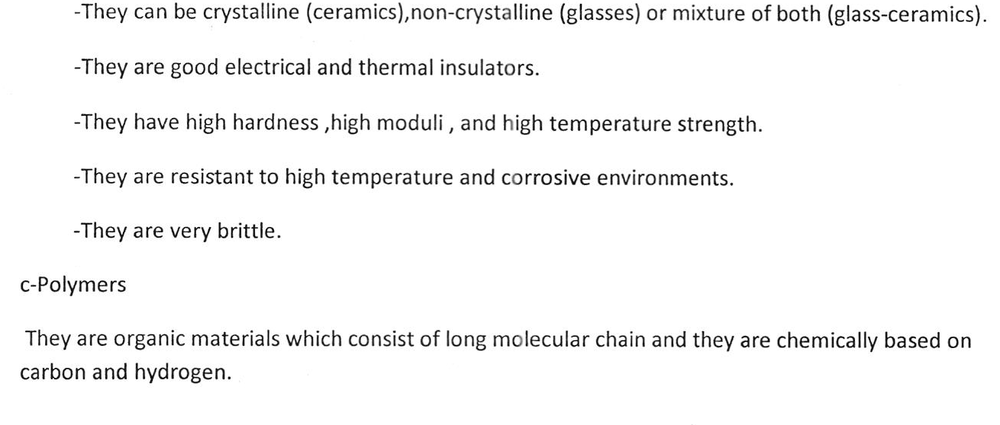 -They can be crystalline (ceramics),non-crystalline (glasses) or mixture of both (glass-ceramics).
-They are good electrical and thermal insulators.
-They have high hardness ,high moduli , and high temperature strength.
-They are resistant to high temperature and corrosive environments.
-They are very brittle.
c-Polymers
They are organic materials which consist of long molecular chain and they are chemically based on
carbon and hydrogen.